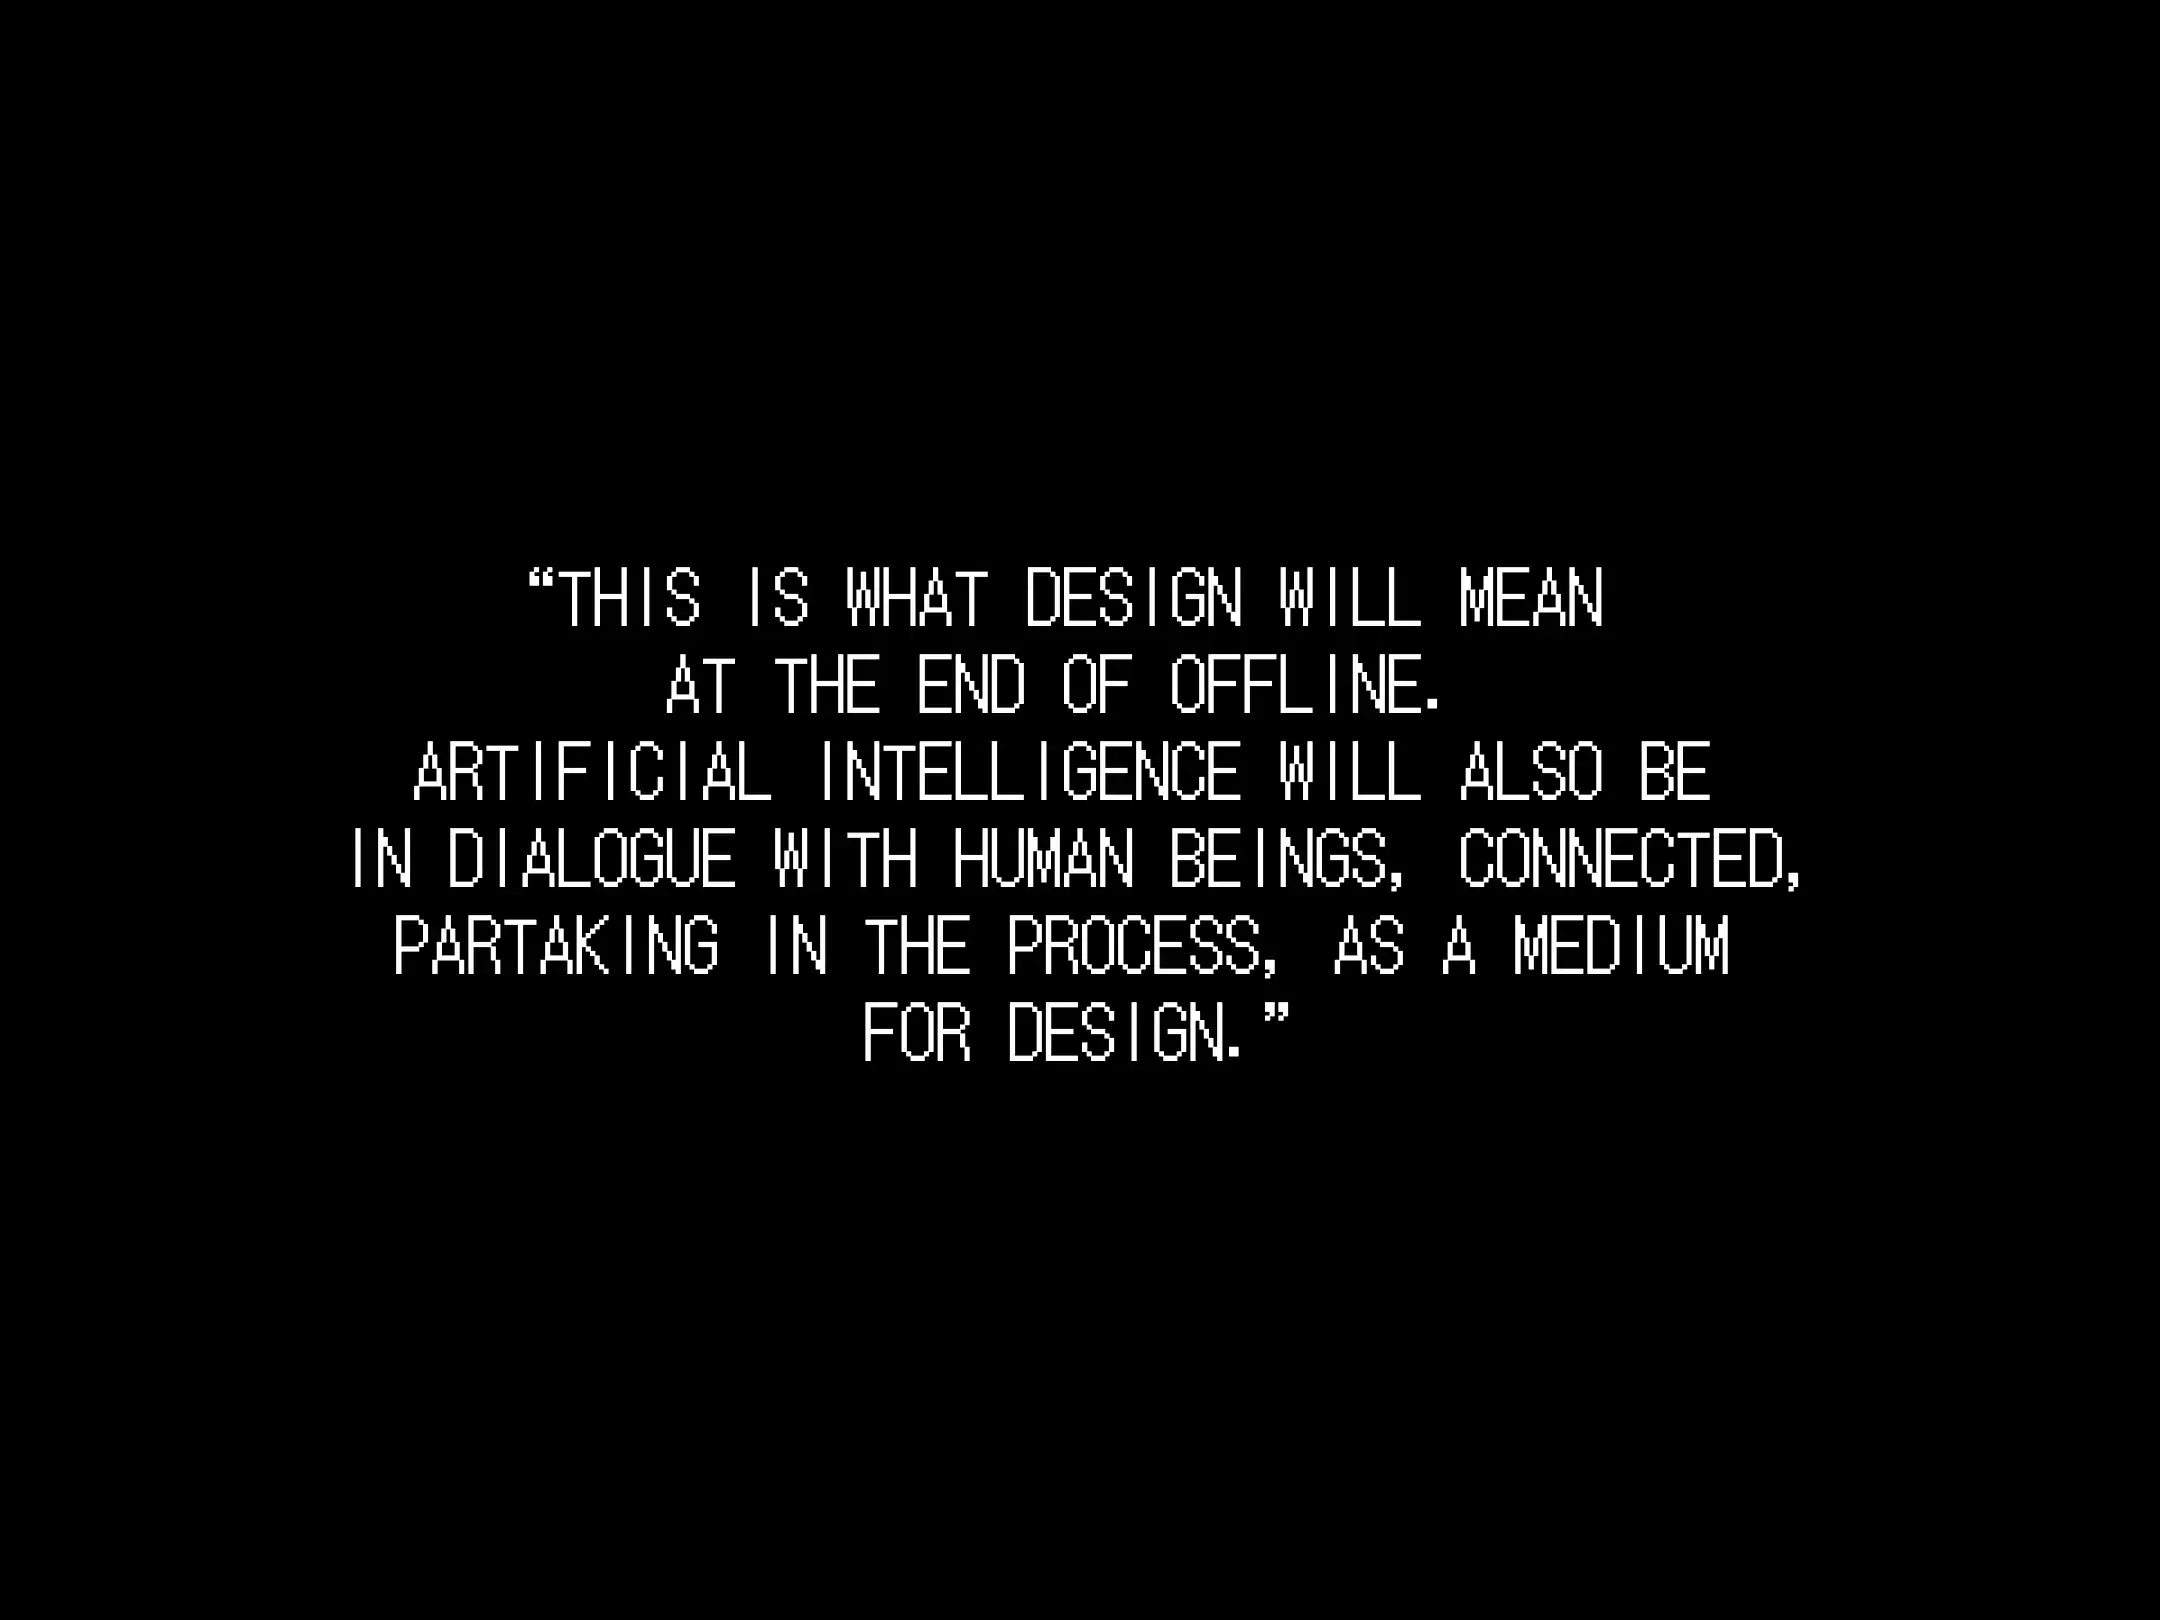 “THIS IS WHAT DESIGN WILL MEAN
AT THE END OF OFFLINE.
ARTIFICIAL INTELLIGENCE WILL ALSO BE
IN DIALOGUE WITH HUMAN BEINGS, CONNECTED,
PARTAKING IN THE PROCESS, AS A MEDIUM
FOR DESIGN.”